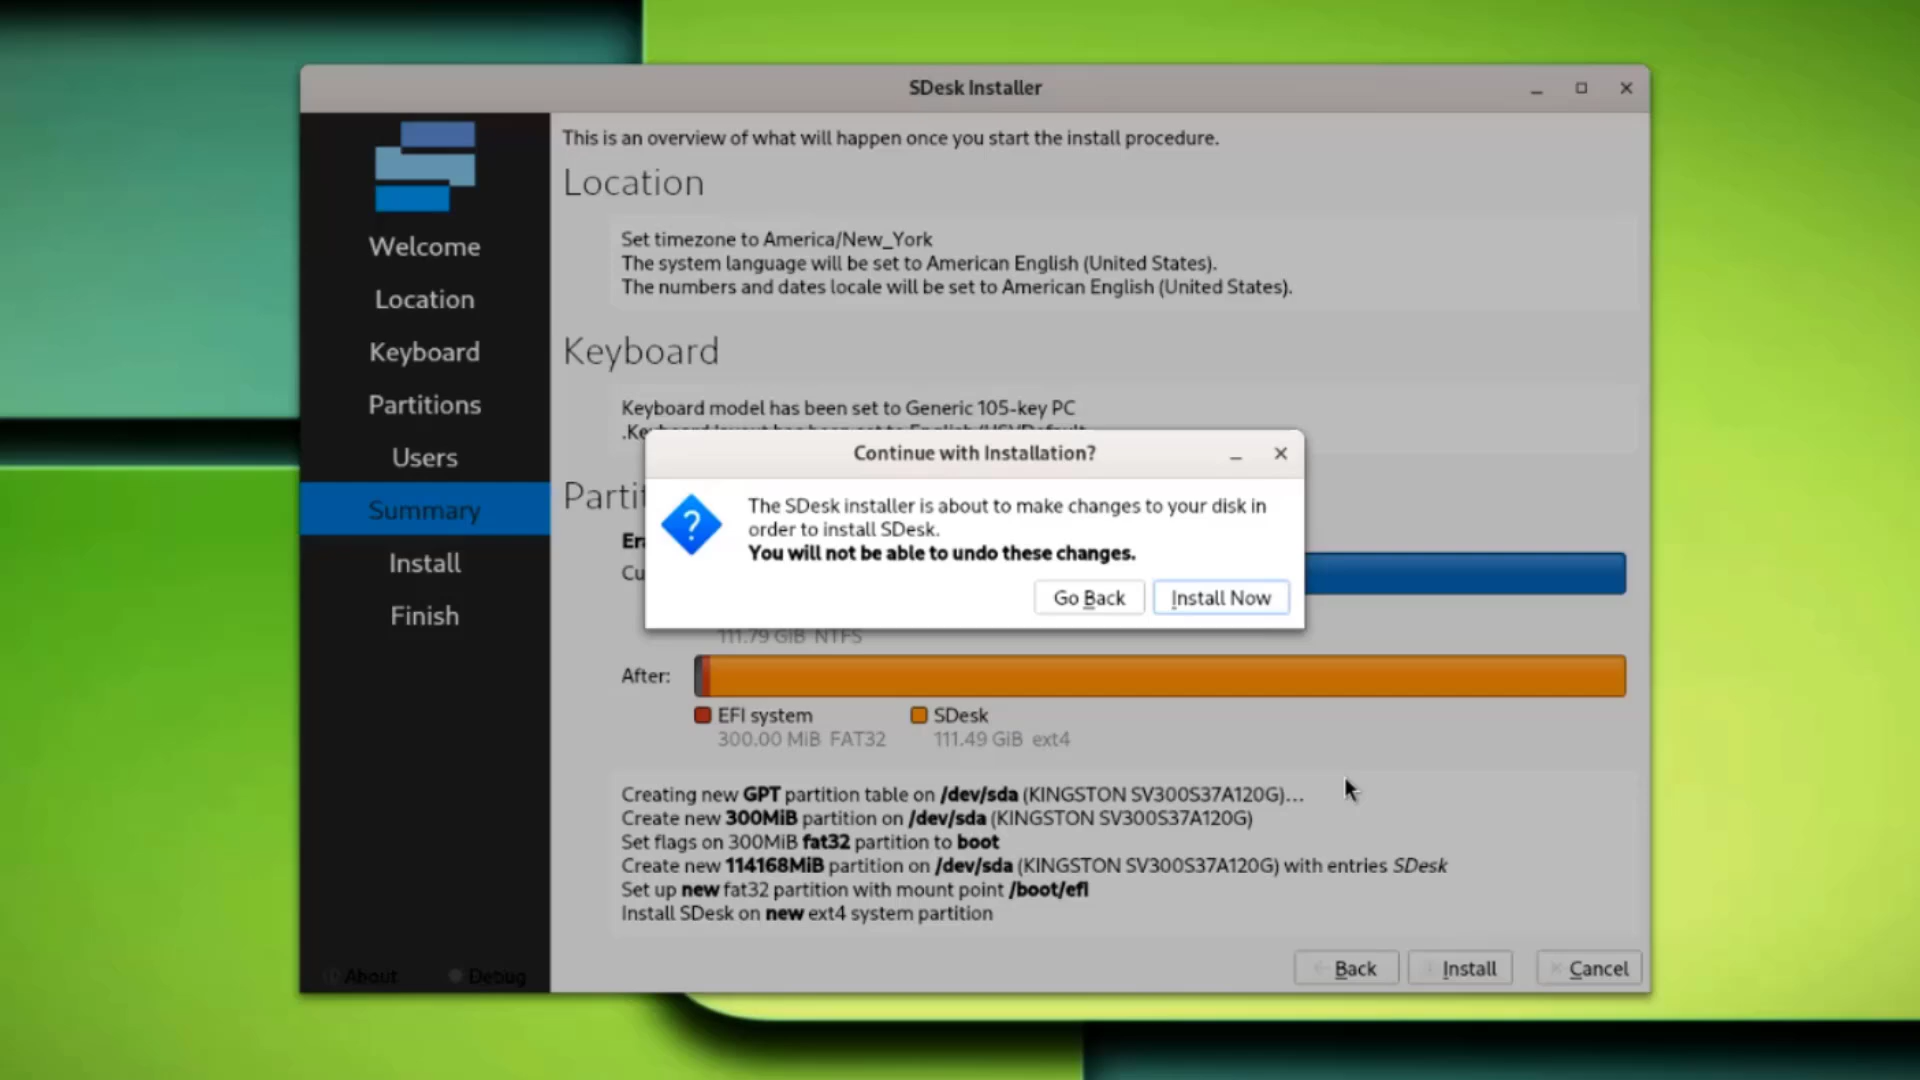 SDesk Installer
This is an overview of what will happen once you start the install procedure.
Location
Set timezone to America/New_York
The system language will be set to American English (United States).
The numbers and dates locale will be set to American English (United States).
Keyboard
Keyboard model has been set to Generic 105-key PC
Welcome
Location
Keyboard
Partitions
Users
Summary
Install
Finish
About
Debug
Continue with Installation?
The SDesk installer is about to make changes to your disk in
order to install SDesk.
You will not be able to undo these changes.
Go Back
Install Now
111.79 GiB NTFS
After:
EFI system
SDesk
300.00 MiB FAT32
111.49 GiB ext4
Creating new GPT partition table on /dev/sda (KINGSTON SV300S37A120G)...
Create new 300MiB partition on /dev/sda (KINGSTON SV300S37A120G)
Set flags on 300MiB fat32 partition to boot
Create new 114168MiB partition on /dev/sda (KINGSTON SV300S37A120G) with entries SDesk
Set up new fat32 partition with mount point /boot/efi
Install SDesk on new ext4 system partition
Back
Install
Cancel